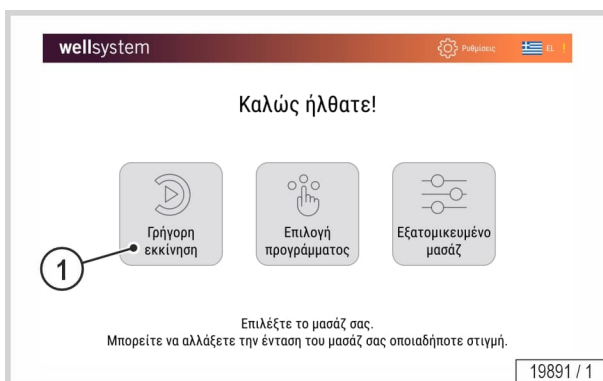 wellsystem
Ρυθμίσεις
EL !
Καλώς ήλθατε!
Γρήγορη
εκκίνηση
Επιλογή
προγράμματος
Εξατομικευμένο
μασάζ
1
Επιλέξτε το μασάζ σας.
Μπορείτε να αλλάξετε την ένταση του μασάζ σας οποιαδήποτε στιγμή.
19891 / 1